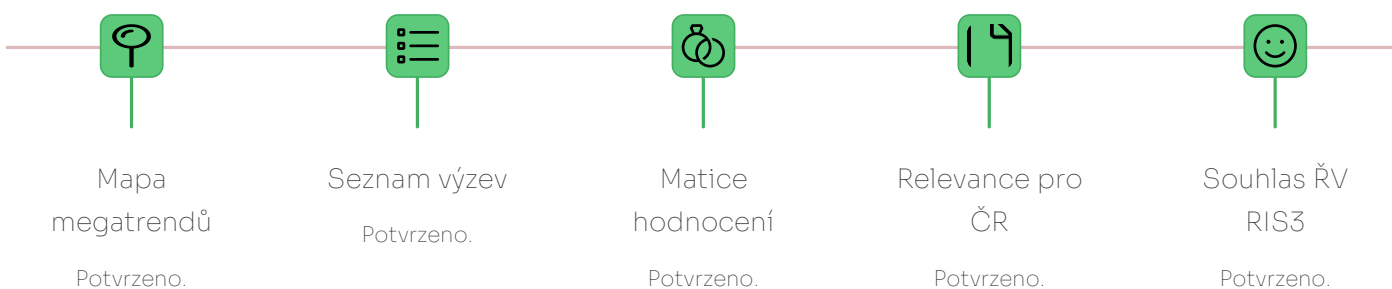 Mapa
megatrendů
Potvrzeno.
Seznam výzev
Potvrzeno.
Matice
hodnocení
Potvrzeno.
Relevance pro
ČR
Potvrzeno.
Souhlas ŘV
RIS3
Potvrzeno.